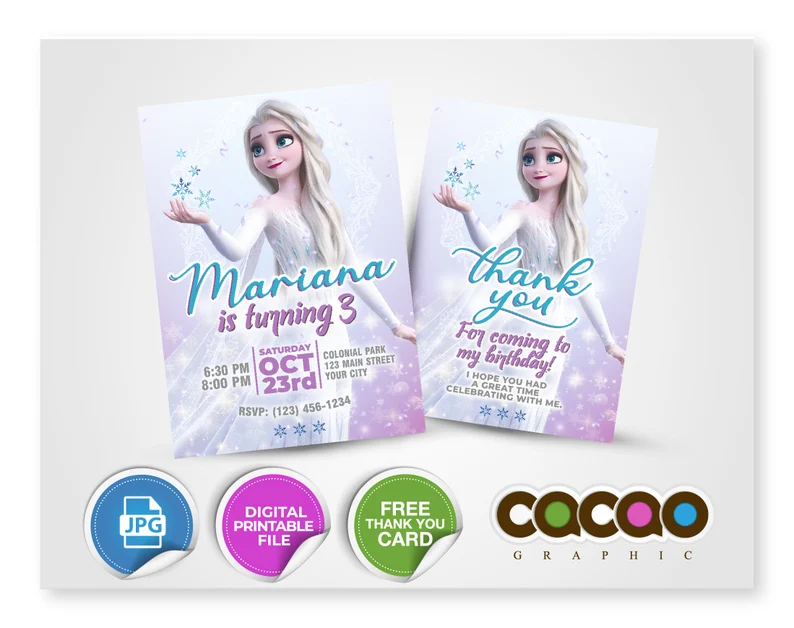 Mariana
is turning 3
6:30 PM
8:00 PM
SATURDAY
OCT
23rd
COLONIAL PARK
123 MAIN STREET
YOUR CITY
RSVP: (123) 456-1234
thank
you
For coming to
my birthday!
I HOPE YOU HAD
A GREAT TIME
CELEBRATING WITH ME.
JPG
DIGITAL
PRINTABLE
FILE
FREE
THANK YOU
CARD
cacao
GRAPHIC